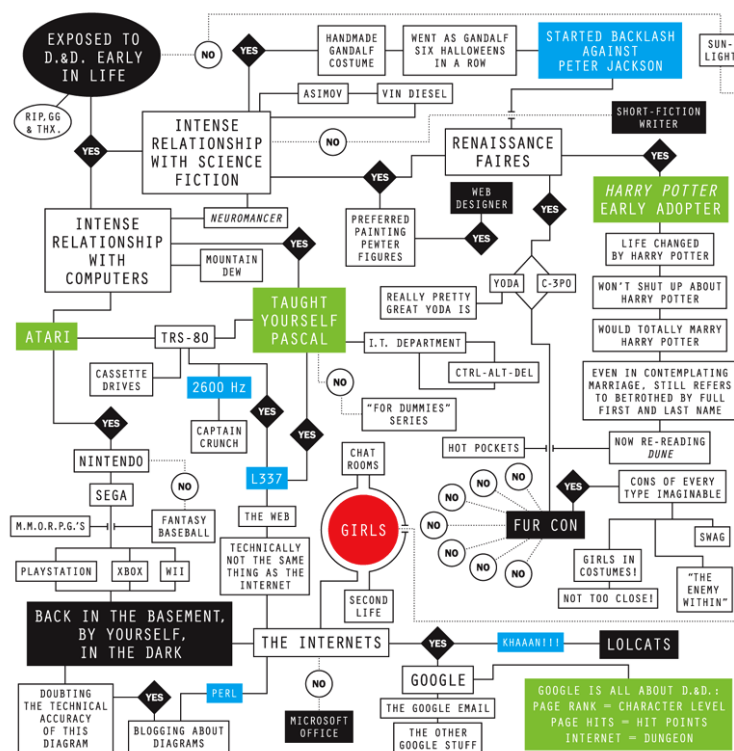 EXPOSED TO
D.&D. EARLY
IN LIFE
NO
YES
HANDMADE
GANDALF
COSTUME
WENT AS GANDALF
SIX HALLOWEENS
IN A ROW
STARTED BACKLASH
AGAINST
PETER JACKSON
SUN-
LIGHT
RIP,GG
& THX.
ASIMOV
VIN DIESEL
SHORT-FICTION
WRITER
YES
INTENSE
RELATIONSHIP
WITH SCIENCE
FICTION
NO
RENAISSANCE
FAIRES
YES
YES
WEB
DESIGNER
YES
HARRY POTTER
EARLY ADOPTER
NEUROMANCER
PREFERRED
PAINTING
PEWTER
FIGURES
YES
INTENSE
RELATIONSHIP
WITH
COMPUTERS
YES
MOUNTAIN
DEW
LIFE CHANGED
BY HARRY POTTER
YODA
C-3PO
REALLY PRETTY
GREAT YODA IS
WON'T SHUT UP ABOUT
HARRY POTTER
TAUGHT
YOURSELF
PASCAL
ATARI
TRS-80
I.T. DEPARTMENT
WOULD TOTALLY MARRY
HARRY POTTER
CASSETTE
DRIVES
2600 Hz
NO
CTRL-ALT-DEL
EVEN IN CONTEMPLATING
MARRIAGE, STILL REFERS
TO BETROTHED BY FULL
FIRST AND LAST NAME
YES
CAPTAIN
CRUNCH
YES
YES
"FOR DUMMIES"
SERIES
NINTENDO
CHAT
ROOMS
HOT POCKETS
NOW RE-READING
DUNE
NO
L337
SEGA
NO
NO
NO
NO
NO
NO
NO
NO
YES
CONS OF EVERY
TYPE IMAGINABLE
M.M.O.R.P.G.'S
FANTASY
BASEBALL
THE WEB
GIRLS
FUR CON
SWAG
TECHNICALLY
NOT THE SAME
THING AS THE
INTERNET
PLAYSTATION
XBOX
WII
GIRLS IN
COSTUMES!
NOT TOO CLOSE!
"THE
ENEMY
WITHIN"
SECOND
LIFE
BACK IN THE BASEMENT,
BY YOURSELF,
IN THE DARK
THE INTERNETS
YES
KHAAAN!!!
LOLCATS
DOUBTING
THE TECHNICAL
ACCURACY
OF THIS
DIAGRAM
YES
PERL
NO
GOOGLE
BLOGGING ABOUT
DIAGRAMS
MICROSOFT
OFFICE
THE GOOGLE EMAIL
THE OTHER
GOOGLE STUFF
GOOGLE IS ALL ABOUT D.&D.:
PAGE RANK = CHARACTER LEVEL
PAGE HITS = HIT POINTS
INTERNET = DUNGEON